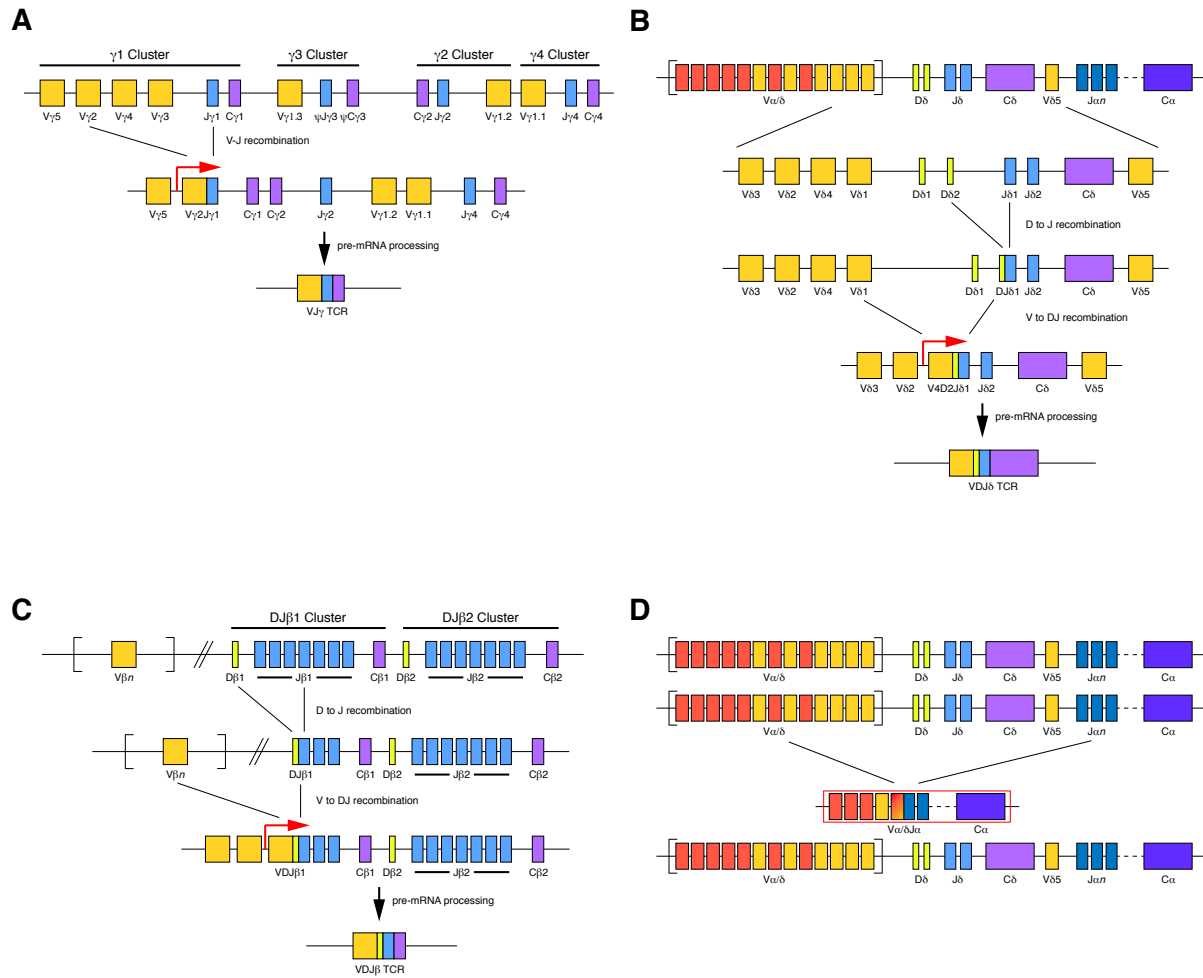 A
γ1 Cluster γ3 Cluster γ2 Cluster γ4 Cluster
Vγ5 Vγ2 Vγ4 Vγ3 Jγ1 Cγ1 Vγ1.3 ψJγ3 ψCγ3 Cγ2 Jγ2 Vγ1.2 Vγ1.1 Jγ4 Cγ4
V-J recombination
Vγ5 Vγ2Jγ1 Cγ1 Cγ2 Jγ2 Vγ1.2 Vγ1.1 Jγ4 Cγ4
pre-mRNA processing
VJγ TCR
B
Vα/δ Dδ Jδ Cδ Vδ5 Jαn Cα
Vδ3 Vδ2 Vδ4 Vδ1 Dδ1 Dδ2 Jδ1 Jδ2 Cδ Vδ5
D to J recombination
Vδ3 Vδ2 Vδ4 Vδ1 Dδ1 DJδ1 Jδ2 Cδ Vδ5
V to DJ recombination
Vδ3 Vδ2 V4D2Jδ1 Jδ2 Cδ Vδ5
pre-mRNA processing
VDJδ TCR
C
DJβ1 Cluster DJβ2 Cluster
Vβn Dβ1 Jβ1 Cβ1 Dβ2 Jβ2 Cβ2
D to J recombination
Vβn DJβ1 Cβ1 Dβ2 Jβ2 Cβ2
V to DJ recombination
VDJβ1 Cβ1 Dβ2 Jβ2 Cβ2
pre-mRNA processing
VDJβ TCR
D
Vα/δ Dδ Jδ Cδ Vδ5 Jαn Cα
Vα/δ Dδ Jδ Cδ Vδ5 Jαn Cα
Vα/δJα Cα
Vα/δ Dδ Jδ Cδ Vδ5 Jαn Cα